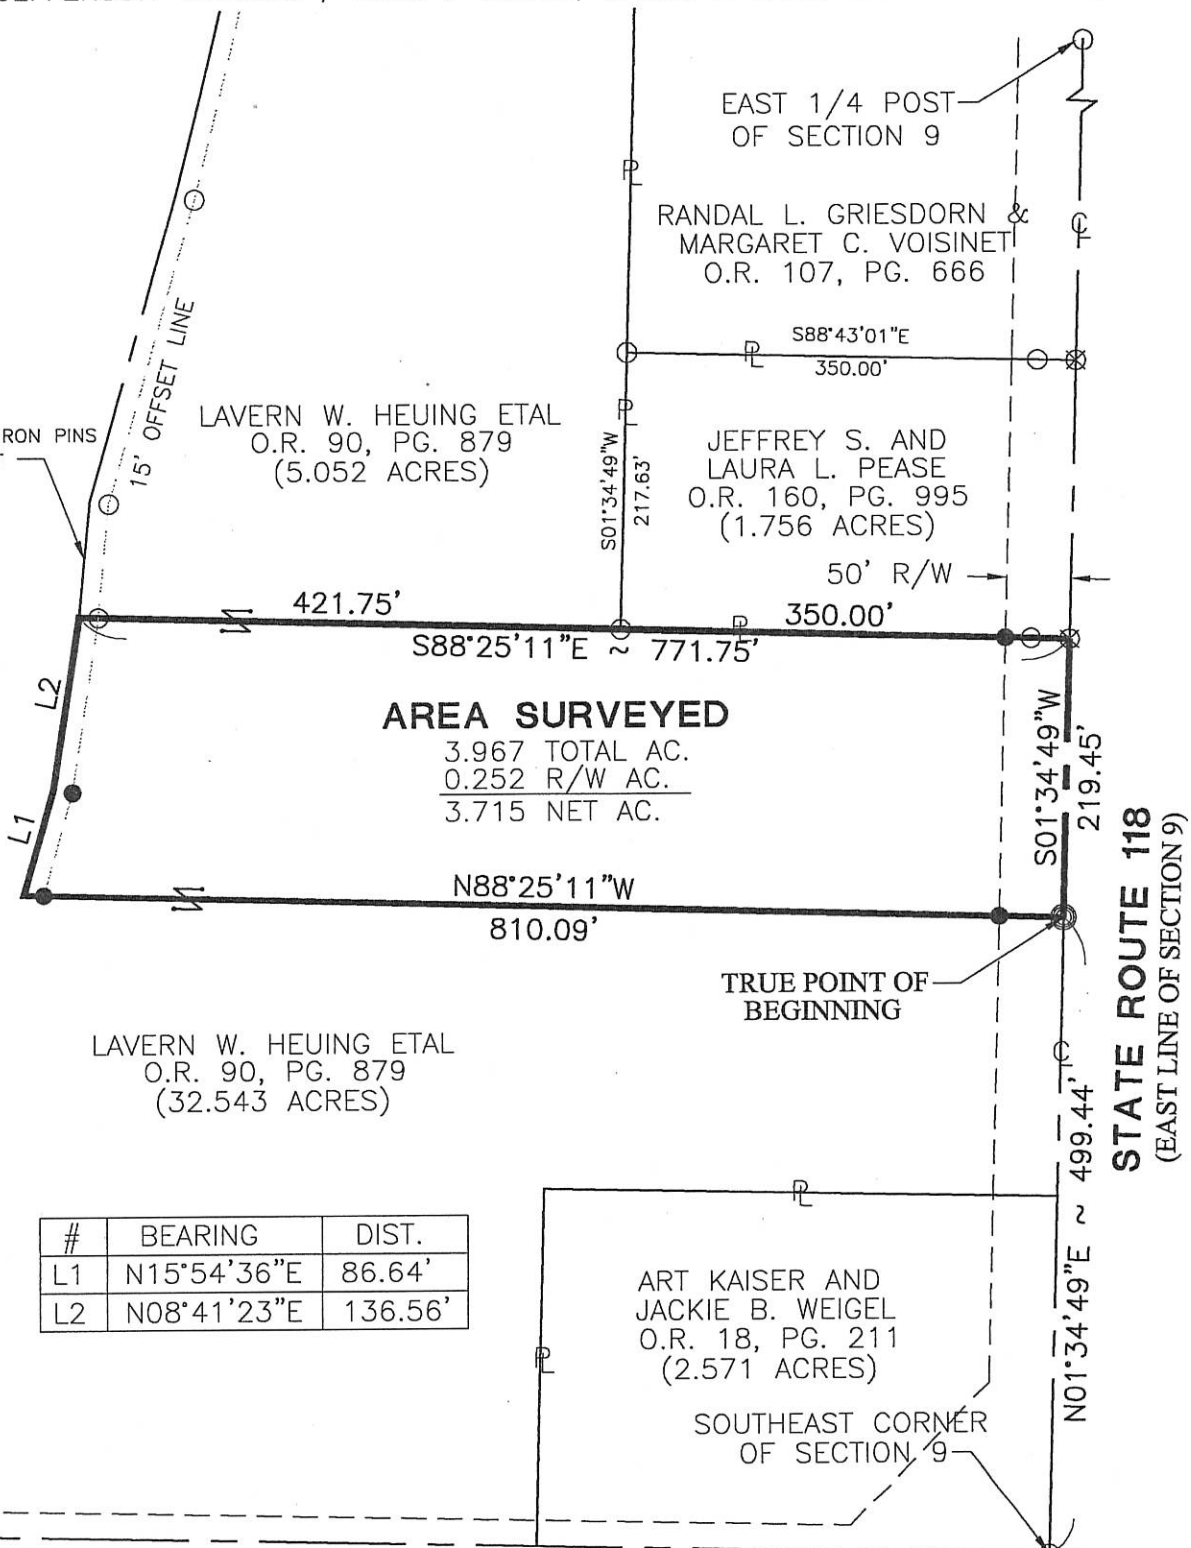 EAST 1/4 POST
OF SECTION 9
RANDAL L. GRIESDORN &
MARGARET C. VOISINET
O.R. 107, PG. 666
℄
℄
S88°43'01"E
350.00'
15' OFFSET LINE
RON PINS
LAVERN W. HEUING ETAL
O.R. 90, PG. 879
(5.052 ACRES)
S01°34'49"W
217.63'
JEFFREY S. AND
LAURA L. PEASE
O.R. 160, PG. 995
(1.756 ACRES)
50' R/W
421.75'
350.00'
S88°25'11"E ~ 771.75'
L2
L1
AREA SURVEYED
3.967 TOTAL AC.
0.252 R/W AC.
3.715 NET AC.
S01°34'49"W
219.45'
N88°25'11"W
810.09'
STATE ROUTE 118
(EAST LINE OF SECTION 9)
TRUE POINT OF
BEGINNING
LAVERN W. HEUING ETAL
O.R. 90, PG. 879
(32.543 ACRES)
N01°34'49"E ~ 499.44'
# BEARING DIST.
L1 N15°54'36"E 86.64'
L2 N08°41'23"E 136.56'
ART KAISER AND
JACKIE B. WEIGEL
O.R. 18, PG. 211
(2.571 ACRES)
SOUTHEAST CORNER
OF SECTION 9